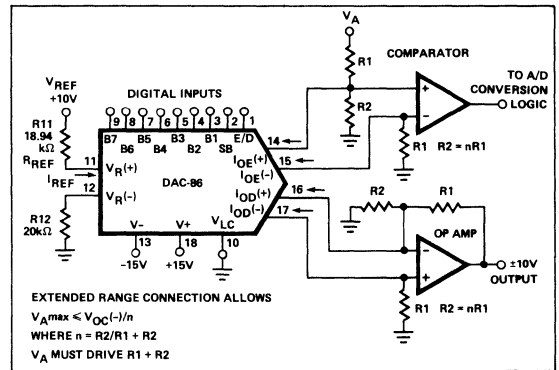 VA
R1
COMPARATOR
VREF
+10V
DIGITAL INPUTS
TO A/D
CONVERSION
LOGIC
R11
18.94
kΩ
9 8 7 6 5 4 3 2 1
B7 B5 B3 B1 E/D
B6 B4 B2 SB
R2
+
−
14
IOE(+)
15
IOE(−)
R1 R2 = nR1
RREF
11
VR(+)
IREF
12
VR(−)
DAC-86
16
IOD(+)
17
IOD(−)
R2
R1
R12
20kΩ
V− V+ VLC
13 18 10
−15V +15V
OP AMP
−
+
±10V
OUTPUT
R1 R2 = nR1
EXTENDED RANGE CONNECTION ALLOWS
VAmax ⩽ VOC(−)/n
WHERE n = R2/R1 + R2
VA MUST DRIVE R1 + R2